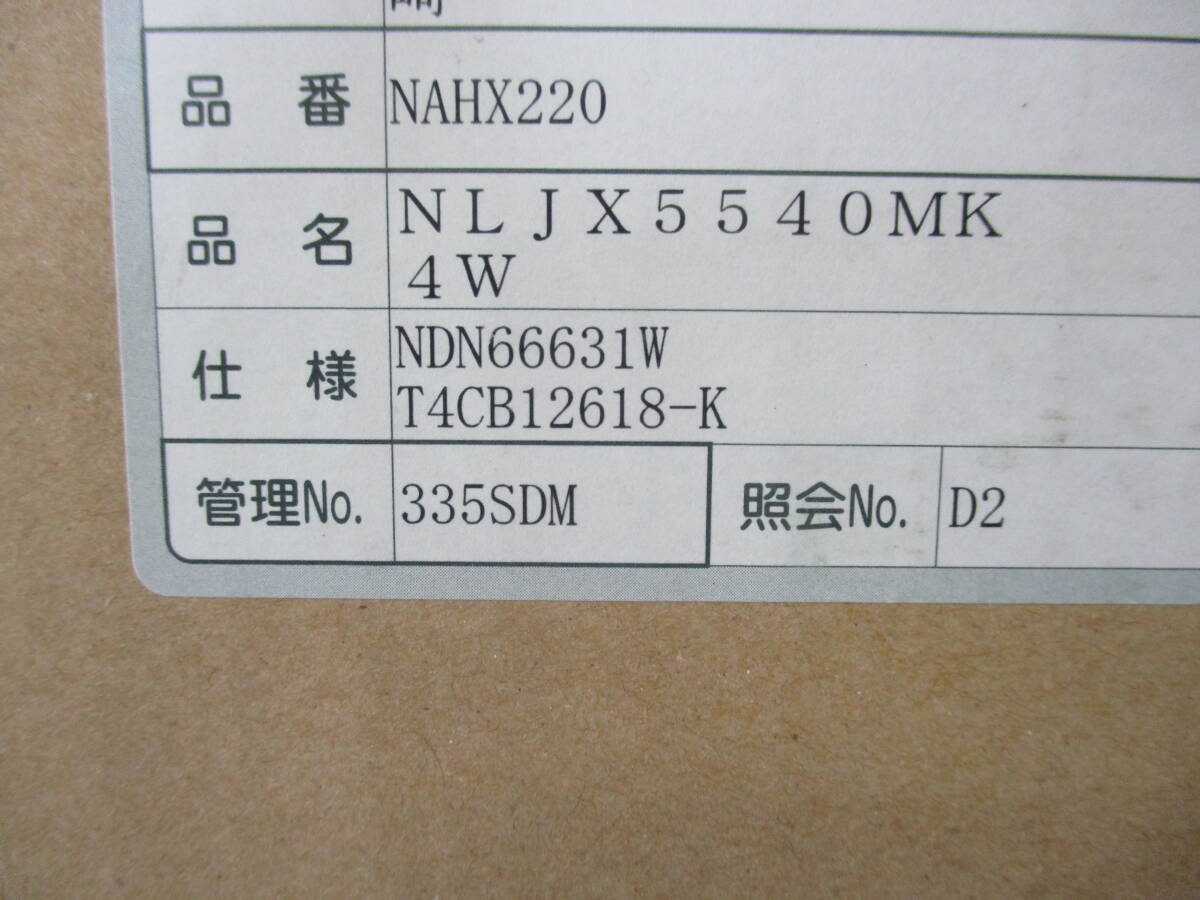 品番 NAHX220
品名 ＮＬＪＸ５５４０ＭＫ
４Ｗ
仕様 NDN66631W
T4CB12618-K
管理No. 335SDM 照会No. D2